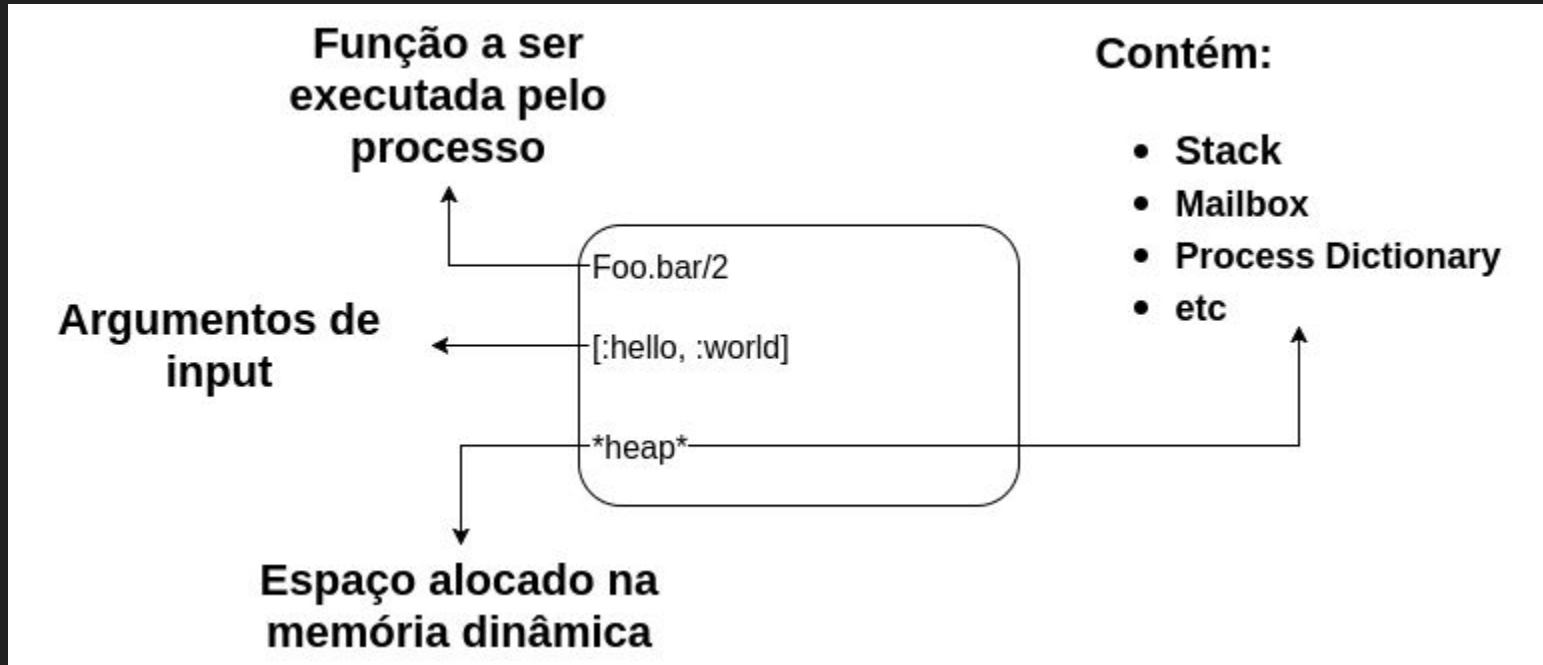 Função a ser
executada pelo
processo
Contém:
• Stack
• Mailbox
• Process Dictionary
• etc
Foo.bar/2
Argumentos de
input
[:hello, :world]
*heap*
Espaço alocado na
memória dinâmica